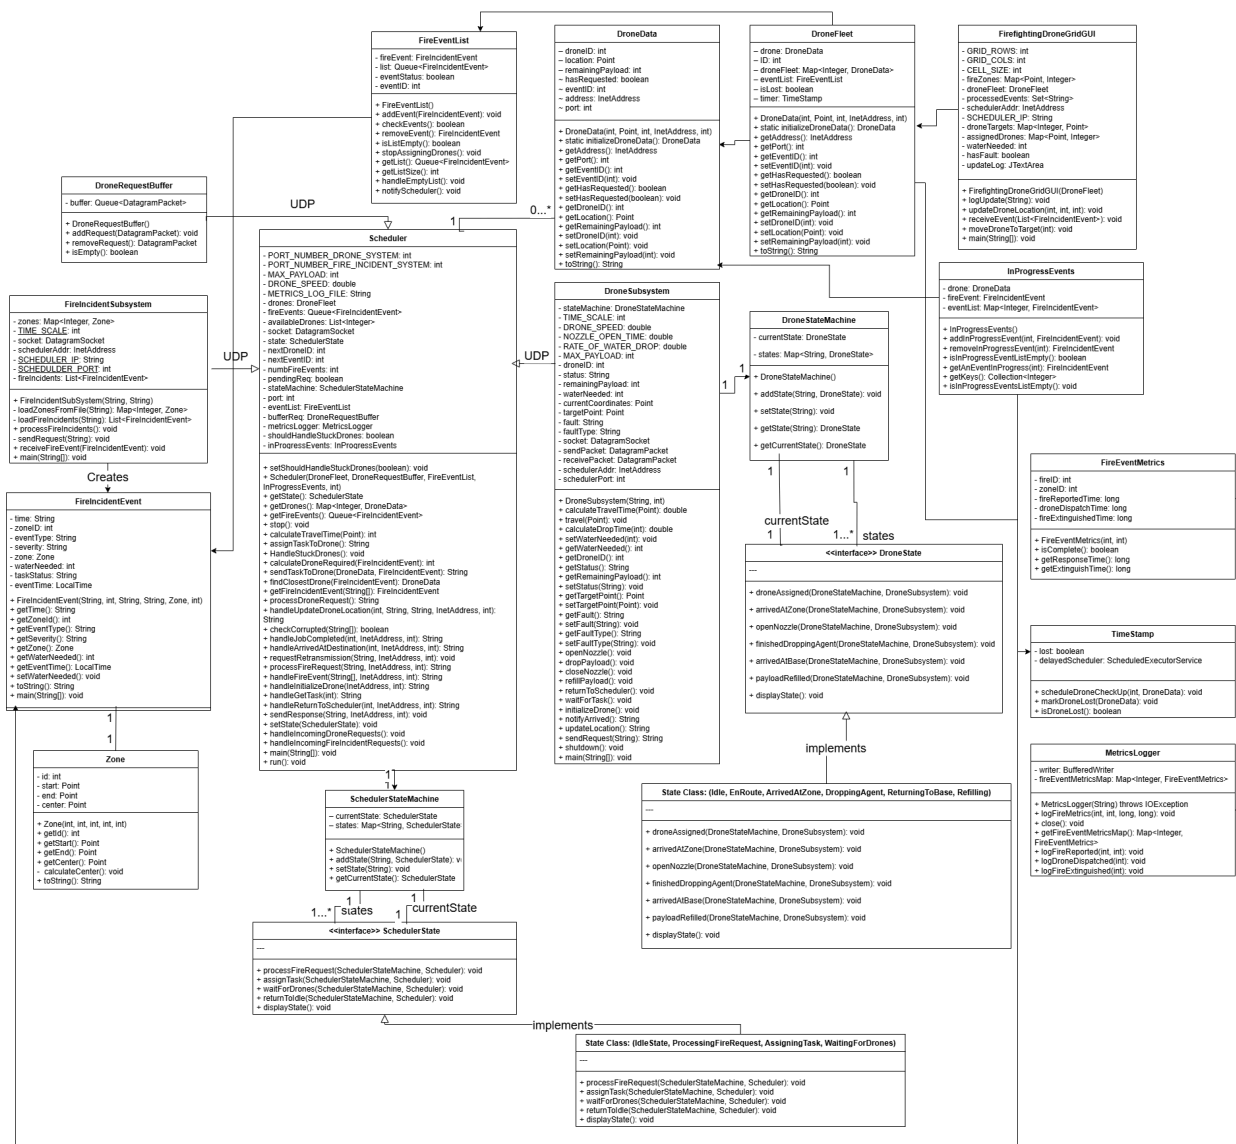 FireEventList
- fireEvent: FireIncidentEvent
- list: Queue<FireIncidentEvent>
- eventStatus: boolean
- eventID: int
+ FireEventList()
+ addEvent(FireIncidentEvent): void
+ checkEvents(): boolean
+ removeEvent(): FireIncidentEvent
+ isListEmpty(): boolean
+ stopAssigningDrones(): void
+ getList(): Queue<FireIncidentEvent>
+ getListSize(): int
+ handleEmptyList(): void
+ notifyScheduler(): void
DroneData
~ droneID: int
- location: Point
- remainingPayload: int
~ hasRequested: boolean
~ eventID: int
~ address: InetAddress
~ port: int
+ DroneData(int, Point, int, InetAddress, int)
+ static initializeDroneData(): DroneData
+ getAddress(): InetAddress
+ getPort(): int
+ getEventID(): int
+ setEventID(int): void
+ getHasRequested(): boolean
+ setHasRequested(boolean): void
+ getDroneID(): int
+ getLocation(): Point
+ getRemainingPayload(): int
+ setDroneID(int): void
+ setLocation(Point): void
+ setRemainingPayload(int): void
+ toString(): String
DroneFleet
- drone: DroneData
- ID: int
- droneFleet: Map<Integer, DroneData>
- eventList: FireEventList
- isLost: boolean
- timer: TimeStamp
+ DroneData(int, Point, int, InetAddress, int)
+ static initializeDroneData(): DroneData
+ getAddress(): InetAddress
+ getPort(): int
+ getEventID(): int
+ setEventID(int): void
+ getHasRequested(): boolean
+ setHasRequested(boolean): void
+ getDroneID(): int
+ getLocation(): Point
+ getRemainingPayload(): int
+ setDroneID(int): void
+ setLocation(Point): void
+ setRemainingPayload(int): void
+ toString(): String
FirefightingDroneGridGUI
- GRID_ROWS: int
- GRID_COLS: int
- CELL_SIZE: int
- fireZones: Map<Point, Integer>
- droneFleet: DroneFleet
- processedEvents: Set<String>
- schedulerAddr: InetAddress
- SCHEDULER_IP: String
- droneTargets: Map<Integer, Point>
- assignedDrones: Map<Point, Integer>
- waterNeeded: int
- hasFault: boolean
- updateLog: JTextArea
+ FirefightingDroneGridGUI(DroneFleet)
+ logUpdate(String): void
+ updateDroneLocation(int, int, int): void
+ receiveEvent(List<FireIncidentEvent>): void
+ moveDroneToTarget(int): void
+ main(String[]): void
DroneRequestBuffer
- buffer: Queue<DatagramPacket>
+ DroneRequestBuffer()
+ addRequest(DatagramPacket): void
+ removeRequest(): DatagramPacket
+ isEmpty(): boolean
UDP
1
0...*
Scheduler
- PORT_NUMBER_DRONE_SYSTEM: int
- PORT_NUMBER_FIRE_INCIDENT_SYSTEM: int
- MAX_PAYLOAD: int
- DRONE_SPEED: double
- METRICS_LOG_FILE: String
- drones: DroneFleet
- fireEvents: Queue<FireIncidentEvent>
- availableDrones: List<Integer>
- socket: DatagramSocket
- state: SchedulerState
- nextDroneID: int
- nextEventID: int
- numbFireEvents: int
- pendingReq: boolean
- stateMachine: SchedulerStateMachine
- port: int
- eventList: FireEventList
- bufferReq: DroneRequestBuffer
- metricsLogger: MetricsLogger
- shouldHandleStuckDrones: boolean
- inProgressEvents: InProgressEvents
+ setShouldHandleStuckDrones(boolean): void
+ Scheduler(DroneFleet, DroneRequestBuffer, FireEventList,
InProgressEvents, int)
+ getState(): SchedulerState
+ getDrones(): Map<Integer, DroneData>
+ getFireEvents(): Queue<FireIncidentEvent>
+ stop(): void
+ calculateTravelTime(Point): int
+ assignTaskToDrone(): String
+ HandleStuckDrones(): void
+ calculateDroneRequired(FireIncidentEvent): int
+ sendTaskToDrone(DroneData, FireIncidentEvent): String
+ findClosestDrone(FireIncidentEvent): DroneData
+ getFireIncidentEvent(String[]): FireIncidentEvent
+ processDroneRequest(): String
+ handleUpdateDroneLocation(int, String, String, InetAddress, int):
String
+ checkCorrupted(String[]): boolean
+ handleJobCompleted(int, InetAddress, int): String
+ handleArrivedAtDestination(int, InetAddress, int): String
+ requestRetransmission(String, InetAddress, int): void
+ processFireRequest(String, InetAddress, int): String
+ handleFireEvent(String[], InetAddress, int): String
+ handleInitializeDrone(InetAddress, int): String
+ handleGetTask(int): String
+ handleReturnToScheduler(int, InetAddress, int): String
+ sendResponse(String, InetAddress, int): void
+ setState(SchedulerState): void
+ handleIncomingDroneRequests(): void
+ handleIncomingFireIncidentRequests(): void
+ main(String[]): void
+ run(): void
FireIncidentSubsystem
- zones: Map<Integer, Zone>
- TIME_SCALE: int
- socket: DatagramSocket
- schedulerAddr: InetAddress
- SCHEDULER_IP: String
- SCHEDULDER_PORT: int
- fireIncidents: List<FireIncidentEvent>
+ FireIncidentSubSystem(String, String)
- loadZonesFromFile(String): Map<Integer, Zone>
- loadFireIncidents(String): List<FireIncidentEvent>
+ processFireIncidents(): void
- sendRequest(String): void
+ receiveFireEvent(FireIncidentEvent): void
+ main(String[]): void
UDP
Creates
DroneSubsystem
- stateMachine: DroneStateMachine
- TIME_SCALE: int
- DRONE_SPEED: double
- NOZZLE_OPEN_TIME: double
- RATE_OF_WATER_DROP: double
- MAX_PAYLOAD: int
- droneID: int
- status: String
- remainingPayload: int
- waterNeeded: int
- currentCoordinates: Point
- targetPoint: Point
- fault: String
- faultType: String
- socket: DatagramSocket
- sendPacket: DatagramPacket
- receivePacket: DatagramPacket
- schedulerAddr: InetAddress
- schedulerPort: int
+ DroneSubsystem(String, int)
+ calculateTravelTime(Point): double
+ travel(Point): void
+ calculateDropTime(int): double
+ setWaterNeeded(int): void
+ getWaterNeeded(): int
+ getDroneID(): int
+ getStatus(): String
+ getRemainingPayload(): int
+ setStatus(String): void
+ getTargetPoint(): Point
+ setTargetPoint(Point): void
+ getFault(): String
+ setFault(String): void
+ getFaultType(): String
+ setFaultType(String): void
+ openNozzle(): void
+ dropPayload(): void
+ closeNozzle(): void
+ refillPayload(): void
+ returnToScheduler(): void
+ waitForTask(): void
+ initializeDrone(): void
+ notifyArrived(): String
+ updateLocation(): String
+ sendRequest(String): String
+ shutdown(): void
+ main(String[]): void
UDP
1
1
DroneStateMachine
- currentState: DroneState
- states: Map<String, DroneState>
+ DroneStateMachine()
+ addState(String, DroneState): void
+ setState(String): void
+ getState(String): DroneState
+ getCurrentState(): DroneState
1
1
currentState
1
1...*
states
InProgressEvents
- drone: DroneData
- fireEvent: FireIncidentEvent
- eventList: Map<Integer, FireIncidentEvent>
+ InProgressEvents()
+ addInProgressEvent(int, FireIncidentEvent): void
+ removeInProgressEvent(int): FireIncidentEvent
+ isInProgressEventListEmpty(): boolean
+ getAnEventInProgress(int): FireIncidentEvent
+ getKeys(): Collection<Integer>
+ isInProgressEventsListEmpty(): void
FireIncidentEvent
- time: String
- zoneID: int
- eventType: String
- severity: String
- zone: Zone
- waterNeeded: int
- taskStatus: String
- eventTime: LocalTime
+ FireIncidentEvent(String, int, String, String, Zone, int)
+ getTime(): String
+ getZoneId(): int
+ getEventType(): String
+ getSeverity(): String
+ getZone(): Zone
+ getWaterNeeded(): int
+ getEventTime(): LocalTime
+ setWaterNeeded(): void
+ toString(): String
+ main(String[]): void
1
1
Zone
- id: int
- start: Point
- end: Point
- center: Point
+ Zone(int, int, int, int, int)
+ getId(): int
+ getStart(): Point
+ getEnd(): Point
+ getCenter(): Point
- calculateCenter(): void
+ toString(): String
<<interface>> DroneState
---
+ droneAssigned(DroneStateMachine, DroneSubsystem): void
+ arrivedAtZone(DroneStateMachine, DroneSubsystem): void
+ openNozzle(DroneStateMachine, DroneSubsystem): void
+ finishedDroppingAgent(DroneStateMachine, DroneSubsystem): void
+ arrivedAtBase(DroneStateMachine, DroneSubsystem): void
+ payloadRefilled(DroneStateMachine, DroneSubsystem): void
+ displayState(): void
implements
State Class: (Idle, EnRoute, ArrivedAtZone, DroppingAgent, ReturningToBase, Refilling)
---
+ droneAssigned(DroneStateMachine, DroneSubsystem): void
+ arrivedAtZone(DroneStateMachine, DroneSubsystem): void
+ openNozzle(DroneStateMachine, DroneSubsystem): void
+ finishedDroppingAgent(DroneStateMachine, DroneSubsystem): void
+ arrivedAtBase(DroneStateMachine, DroneSubsystem): void
+ payloadRefilled(DroneStateMachine, DroneSubsystem): void
+ displayState(): void
FireEventMetrics
- fireID: int
- zoneID: int
- fireReportedTime: long
- droneDispatchTime: long
- fireExtinguishedTime: long
+ FireEventMetrics(int, int)
+ isComplete(): boolean
+ getResponseTime(): long
+ getExtinguishTime(): long
TimeStamp
- lost: boolean
- delayedScheduler: ScheduledExecutorService
+ scheduleDroneCheckUp(int, DroneData): void
+ markDroneLost(DroneData): void
+ isDroneLost(): boolean
MetricsLogger
- writer: BufferedWriter
- fireEventMetricsMap: Map<Integer, FireEventMetrics>
+ MetricsLogger(String) throws IOException
+ logFireMetrics(int, int, long, long): void
+ close(): void
+ getFireEventMetricsMap(): Map<Integer,
FireEventMetrics>
+ logFireReported(int, int): void
+ logDroneDispatched(int): void
+ logFireExtinguished(int): void
1
1
SchedulerStateMachine
– currentState: SchedulerState
– states: Map<String, SchedulerState
+ SchedulerStateMachine()
+ addState(String, SchedulerState): v
+ setState(String): void
+ getCurrentState(): SchedulerState
1
1...*
states
1
1
currentState
<<interface>> SchedulerState
---
+ processFireRequest(SchedulerStateMachine, Scheduler): void
+ assignTask(SchedulerStateMachine, Scheduler): void
+ waitForDrones(SchedulerStateMachine, Scheduler): void
+ returnToIdle(SchedulerStateMachine, Scheduler): void
+ displayState(): void
implements
State Class: (IdleState, ProcessingFireRequest, AssigningTask, WaitingForDrones)
---
+ processFireRequest(SchedulerStateMachine, Scheduler): void
+ assignTask(SchedulerStateMachine, Scheduler): void
+ waitForDrones(SchedulerStateMachine, Scheduler): void
+ returnToIdle(SchedulerStateMachine, Scheduler): void
+ displayState(): void